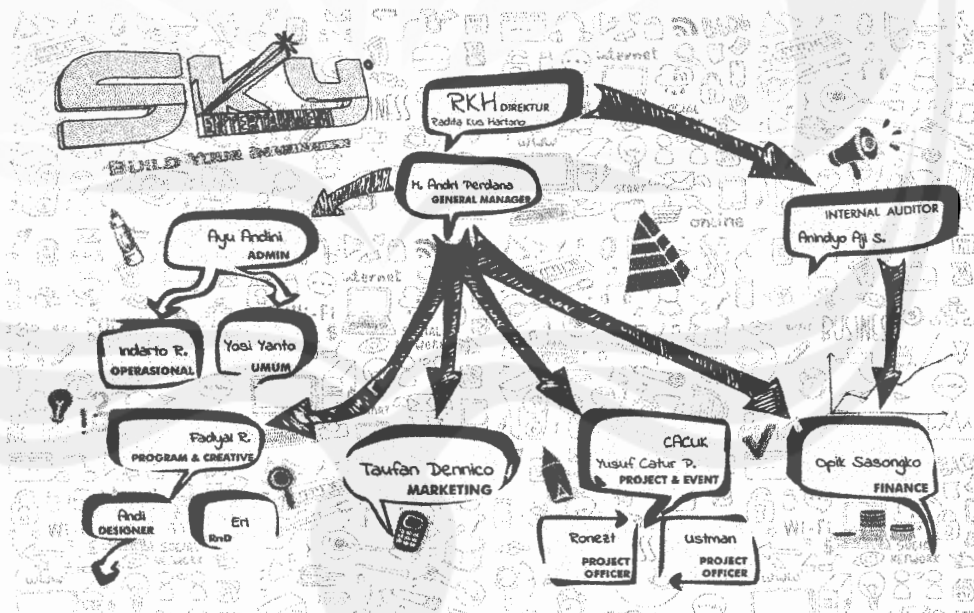 Sky
ENTERTAINMENT
BUILD YOUR
RKH DIREKTUR
Radita Kus Hartono
M. Andri Perdana
GENERAL MANAGER
INTERNAL AUDITOR
Anindyo Aji S.
Ayu Andini
ADMIN
Indarto R.
OPERASIONAL
Yosi Yanto
UMUM
Fadyal R.
PROGRAM & CREATIVE
Andi
DESIGNER
Eri
RnD
Taufan Dennico
MARKETING
CACUK
Yusuf Catur P.
PROJECT & EVENT
Ronezt
PROJECT
OFFICER
Ustman
PROJECT
OFFICER
Opik Sasongko
FINANCE
internet
online
internet